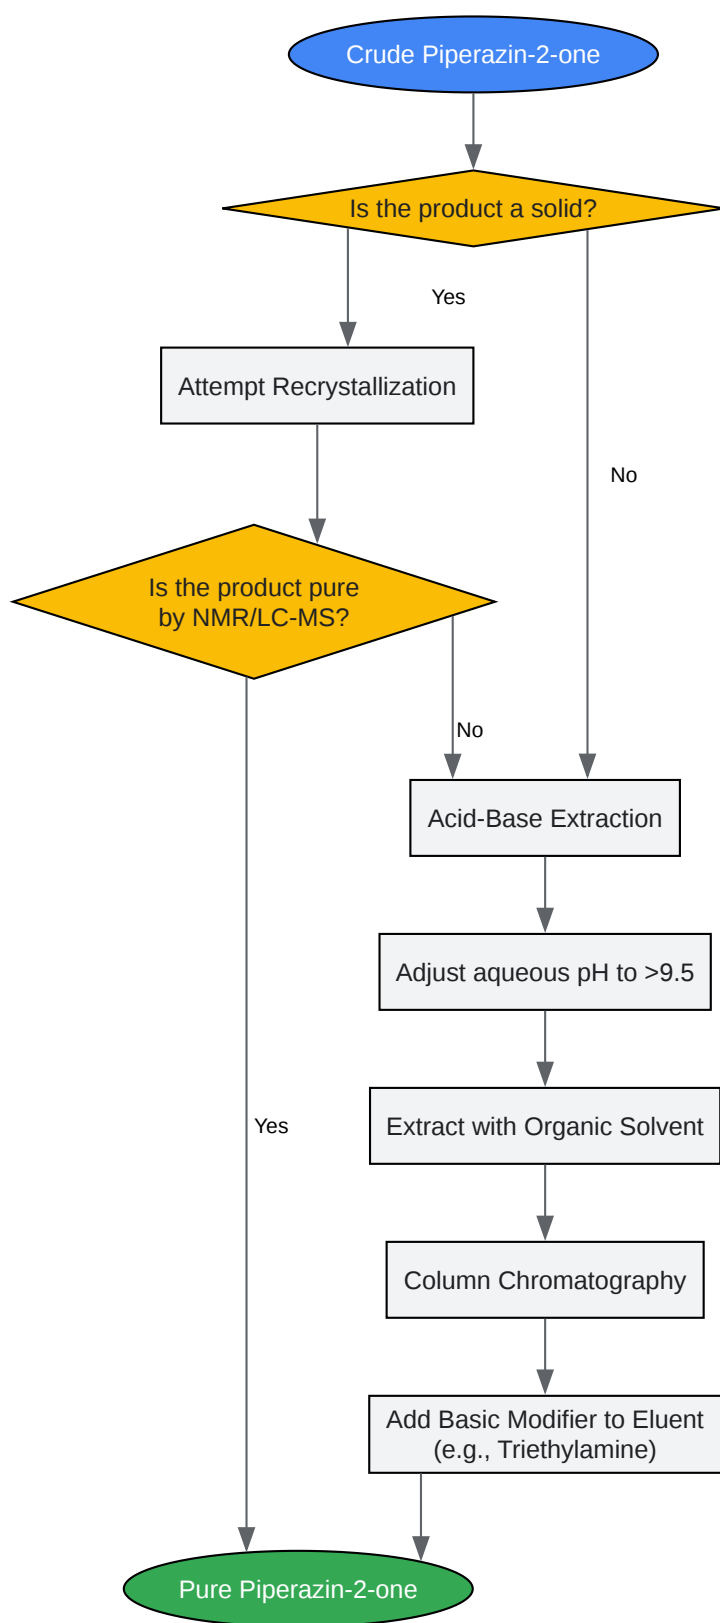 Crude Piperazin-2-one
Is the product a solid?
Yes
Attempt Recrystallization
No
Is the product pure
by NMR/LC-MS?
No
Acid-Base Extraction
Adjust aqueous pH to >9.5
Extract with Organic Solvent
Yes
Column Chromatography
Add Basic Modifier to Eluent
(e.g., Triethylamine)
Pure Piperazin-2-one